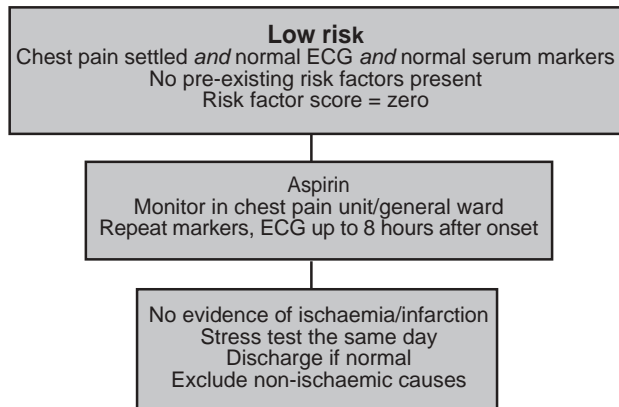 Low risk
Chest pain settled and normal ECG and normal serum markers
No pre-existing risk factors present
Risk factor score = zero
Aspirin
Monitor in chest pain unit/general ward
Repeat markers, ECG up to 8 hours after onset
No evidence of ischaemia/infarction
Stress test the same day
Discharge if normal
Exclude non-ischaemic causes